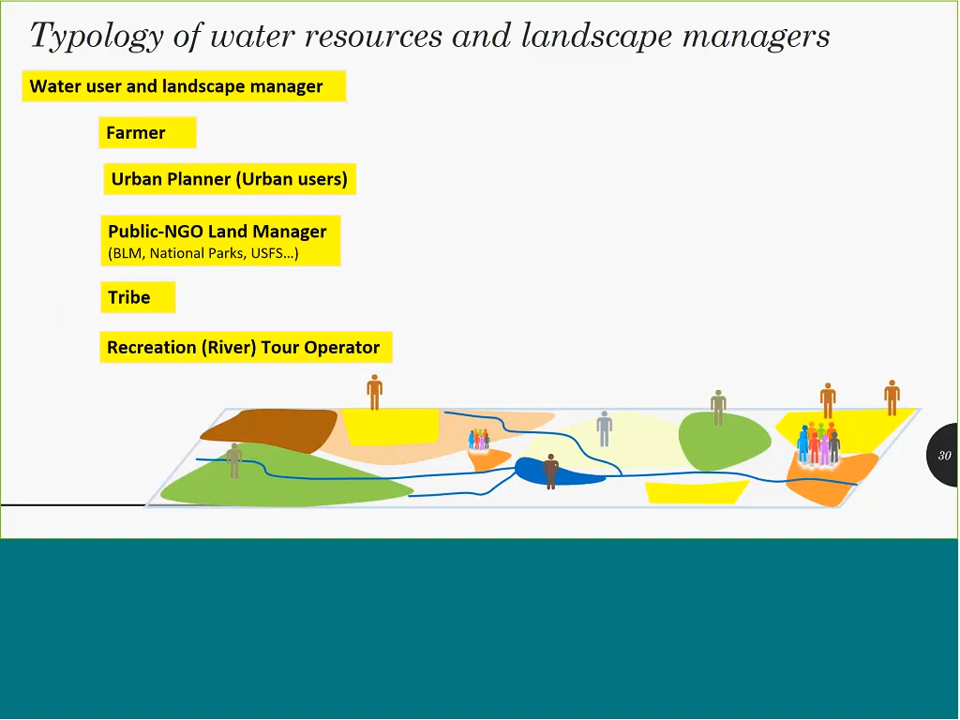 Typology of water resources and landscape managers
Water user and landscape manager
Farmer
Urban Planner (Urban users)
Public-NGO Land Manager
(BLM, National Parks, USFS…)
Tribe
Recreation (River) Tour Operator
30